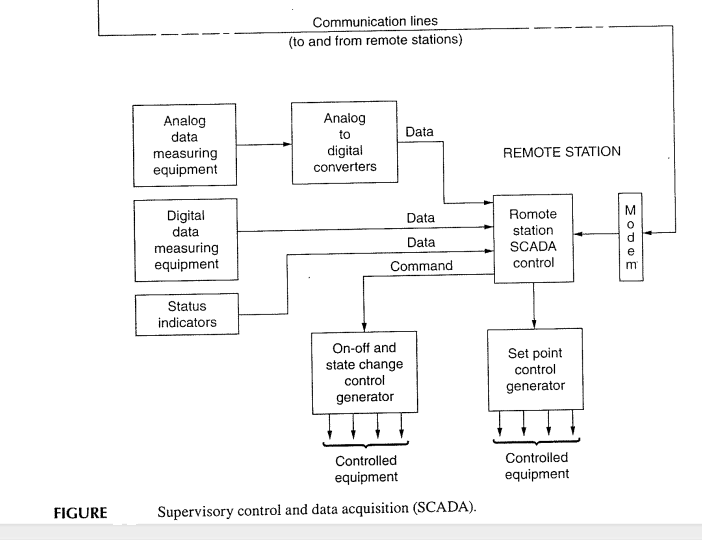 Communication lines
(to and from remote stations)
Analog
data
measuring
equipment
Analog
to
digital
converters
Data
REMOTE STATION
Digital
data
measuring
equipment
Data
Data
Command
Romote
station
SCADA
control
M
o
d
e
m
Status
indicators
On-off and
state change
control
generator
Set point
control
generator
Controlled
equipment
Controlled
equipment
FIGURE Supervisory control and data acquisition (SCADA).